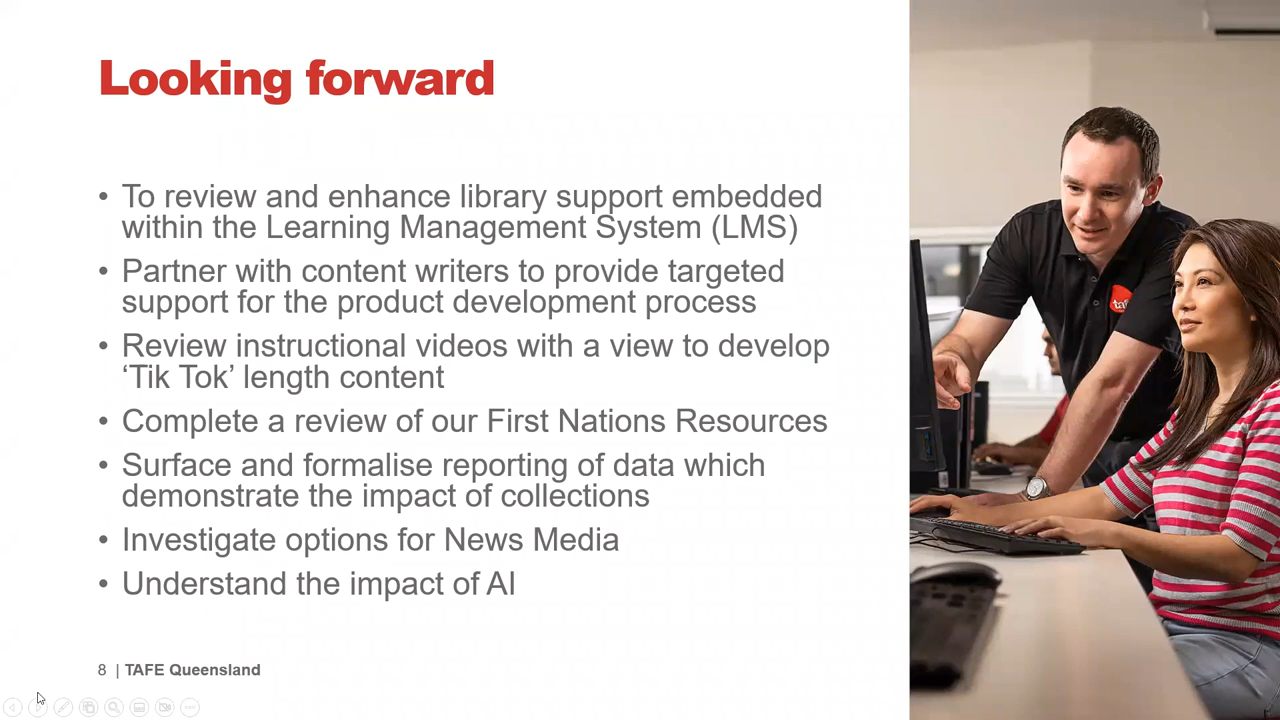 Looking forward
• To review and enhance library support embedded
within the Learning Management System (LMS)
• Partner with content writers to provide targeted
support for the product development process
• Review instructional videos with a view to develop
‘Tik Tok’ length content
• Complete a review of our First Nations Resources
• Surface and formalise reporting of data which
demonstrate the impact of collections
• Investigate options for News Media
• Understand the impact of AI
8 | TAFE Queensland